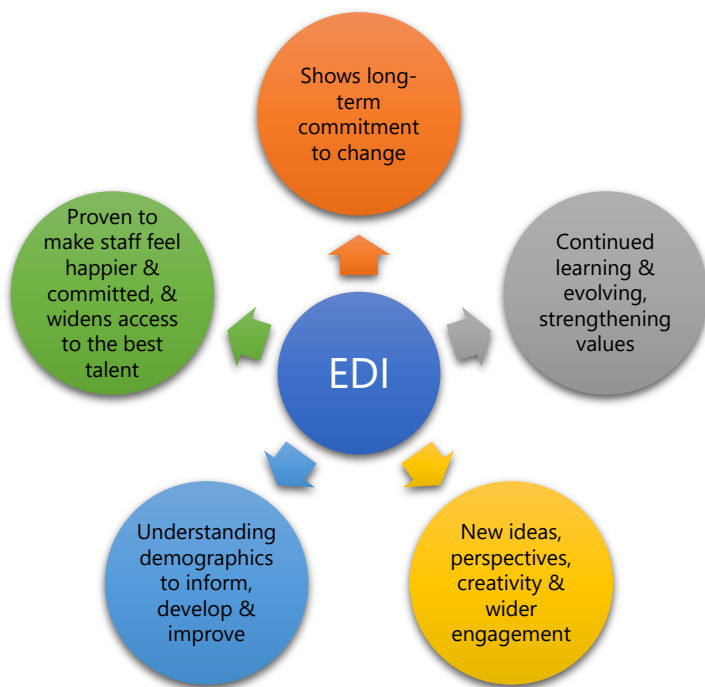 Shows long-
term
commitment
to change
Proven to
make staff feel
happier &
committed, &
widens access
to the best
talent
Continued
learning &
evolving,
strengthening
values
EDI
Understanding
demographics
to inform,
develop &
improve
New ideas,
perspectives,
creativity &
wider
engagement